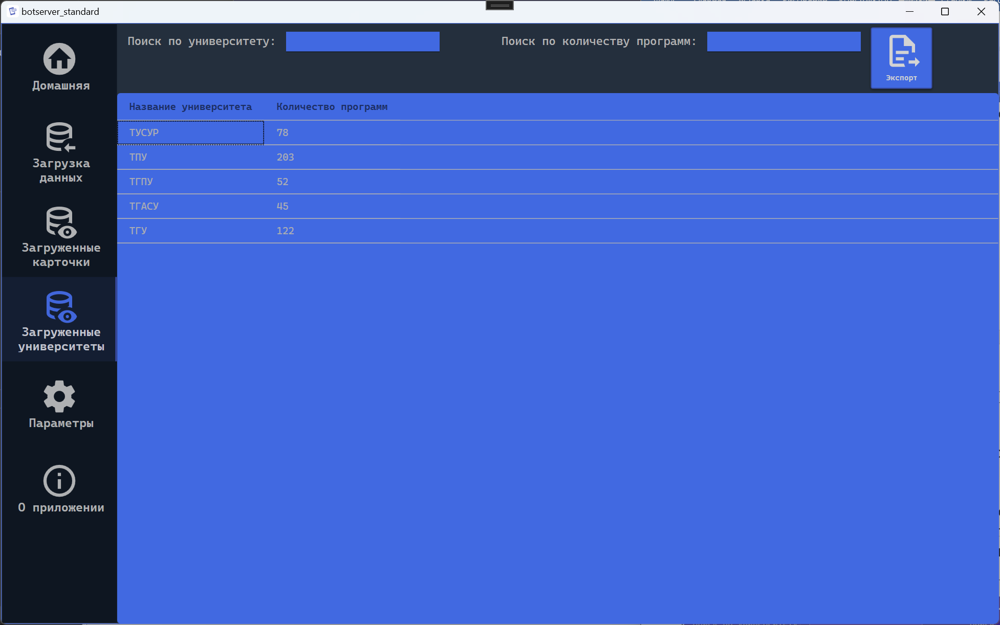 botserver_standard
Домашняя
Загрузка
данных
Загруженные
карточки
Загруженные
университеты
Параметры
О приложении
Поиск по университету:
Поиск по количеству программ:
Экспорт
Название университета Количество программ
ТУСУР 78
ТПУ 203
ТГПУ 52
ТГАСУ 45
ТГУ 122